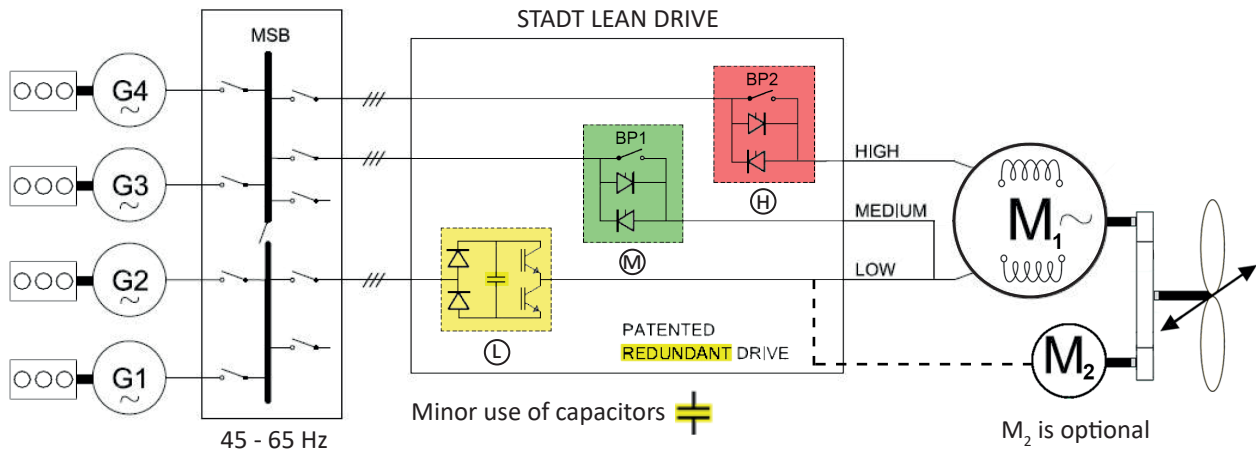 STADT LEAN DRIVE
MSB
G4
~
G3
~
G2
~
G1
~
45 - 65 Hz
BP2
H
BP1
M
L
HIGH
MEDIUM
LOW
PATENTED
REDUNDANT DRIVE
Minor use of capacitors
M1 ~
M2
M2 is optional